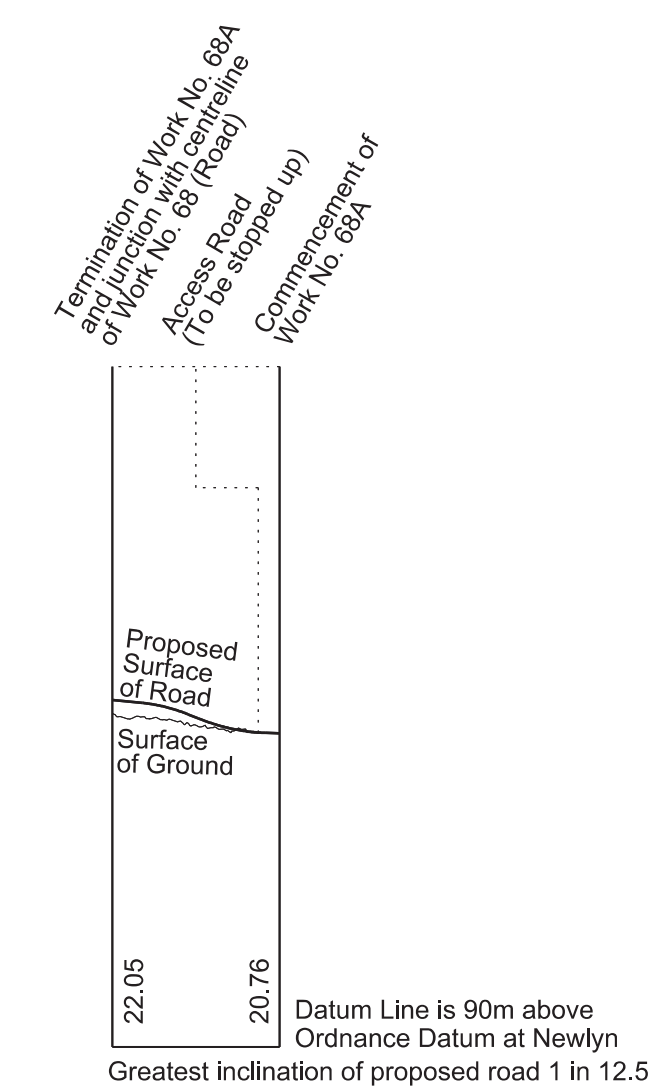 Termination of Work No. 68A
and junction with centreline
of Work No. 68 (Road)
Access Road
(To be stopped up)
Commencement of
Work No. 68A
Proposed
Surface
of Road
Surface
of Ground
22.05
20.76
Datum Line is 90m above
Ordnance Datum at Newlyn
Greatest inclination of proposed road 1 in 12.5